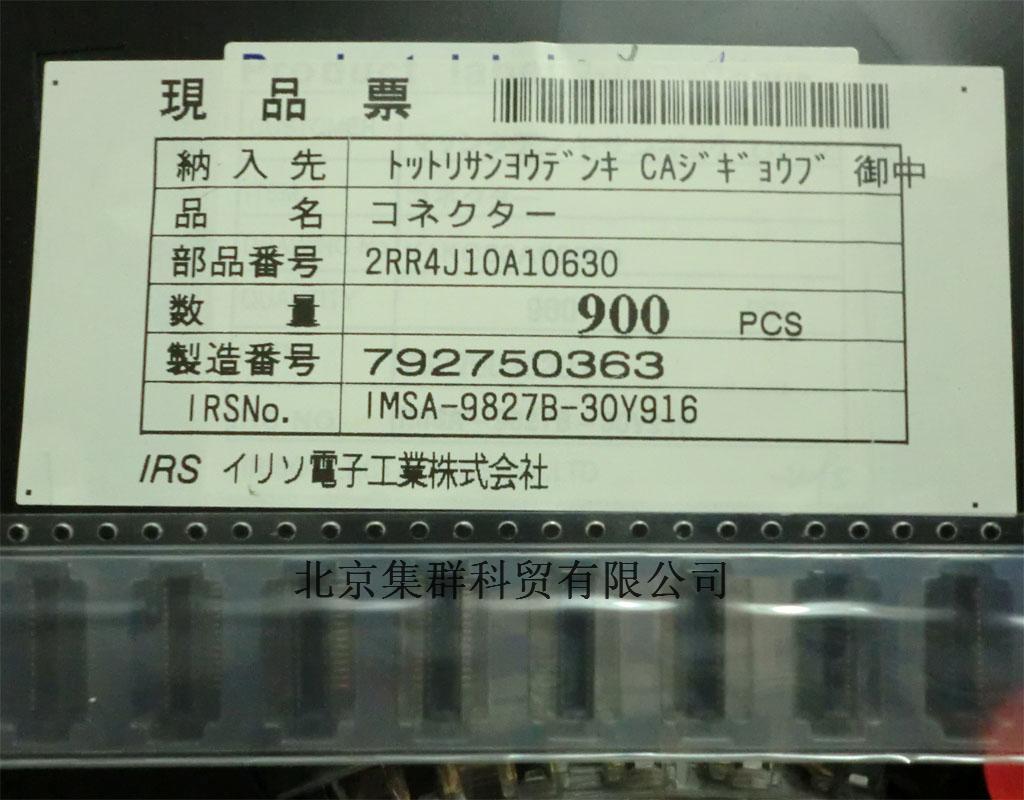 Product label
現品票
納入先 ﾄｯﾄﾘｻﾝﾖｳﾃﾞﾝｷ CAｼﾞｷﾞｮｳﾌﾞ 御中
品名 コネクター
部品番号 2RR4J10A10630
数量 900 PCS
製造番号 792750363
IRSNo. IMSA-9827B-30Y916
IRS イリソ電子工業株式会社
北京集群科贸有限公司